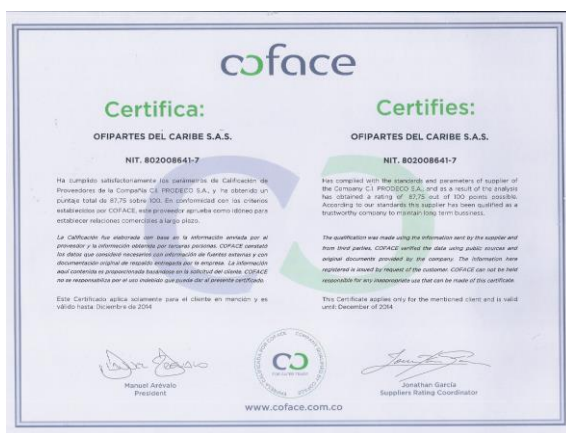 coface
Certifica:
OFIPARTES DEL CARIBE S.A.S.
NIT. 802008641-7
Ha cumplido satisfactoriamente los parámetros de Calificación de
Proveedores de la Compañía C.I. PRODECO S.A., y ha obtenido un
puntaje total de 87,75 sobre 100. En conformidad con los criterios
establecidos por COFACE, este proveedor aprueba como idóneo para
establecer relaciones comerciales a largo plazo.
La Calificación fue elaborada con base en la información enviada por el
proveedor y la información obtenida por terceras personas. COFACE constató
los datos que consideró necesarios con información de fuentes externas y con
documentación original de respaldo entregada por la empresa. La información
aquí contenida es proporcionada basándose en la solicitud del cliente. COFACE
no se responsabiliza por el uso indebido que puede dar al presente certificado.
Este Certificado aplica solamente para el cliente en mención y es
válido hasta Diciembre de 2014
Manuel Arévalo
President
Certifies:
OFIPARTES DEL CARIBE S.A.S.
NIT. 802008641-7
Has complied with the standards and parameters of supplier of
the Company C.I. PRODECO S.A., and as a result of the analysis
has obtained a rating of 87,75 out of 100 points possible.
According to our standards this supplier has been qualified as a
trustworthy company to maintain long term bussiness.
The qualification was made using the information sent by the supplier and
from third parties. COFACE verified the data using public sources and
original documents provided by the company. The information here
registered is issued by request of the customer. COFACE can not be held
responsible for any inappropriate use that can be made of this certificate.
This Certificate applies only for the mentioned client and is valid
until December of 2014
Jonathan García
Suppliers Rating Coordinator
EMPRESA CALIFICADA POR COFACE
www.coface.com.co